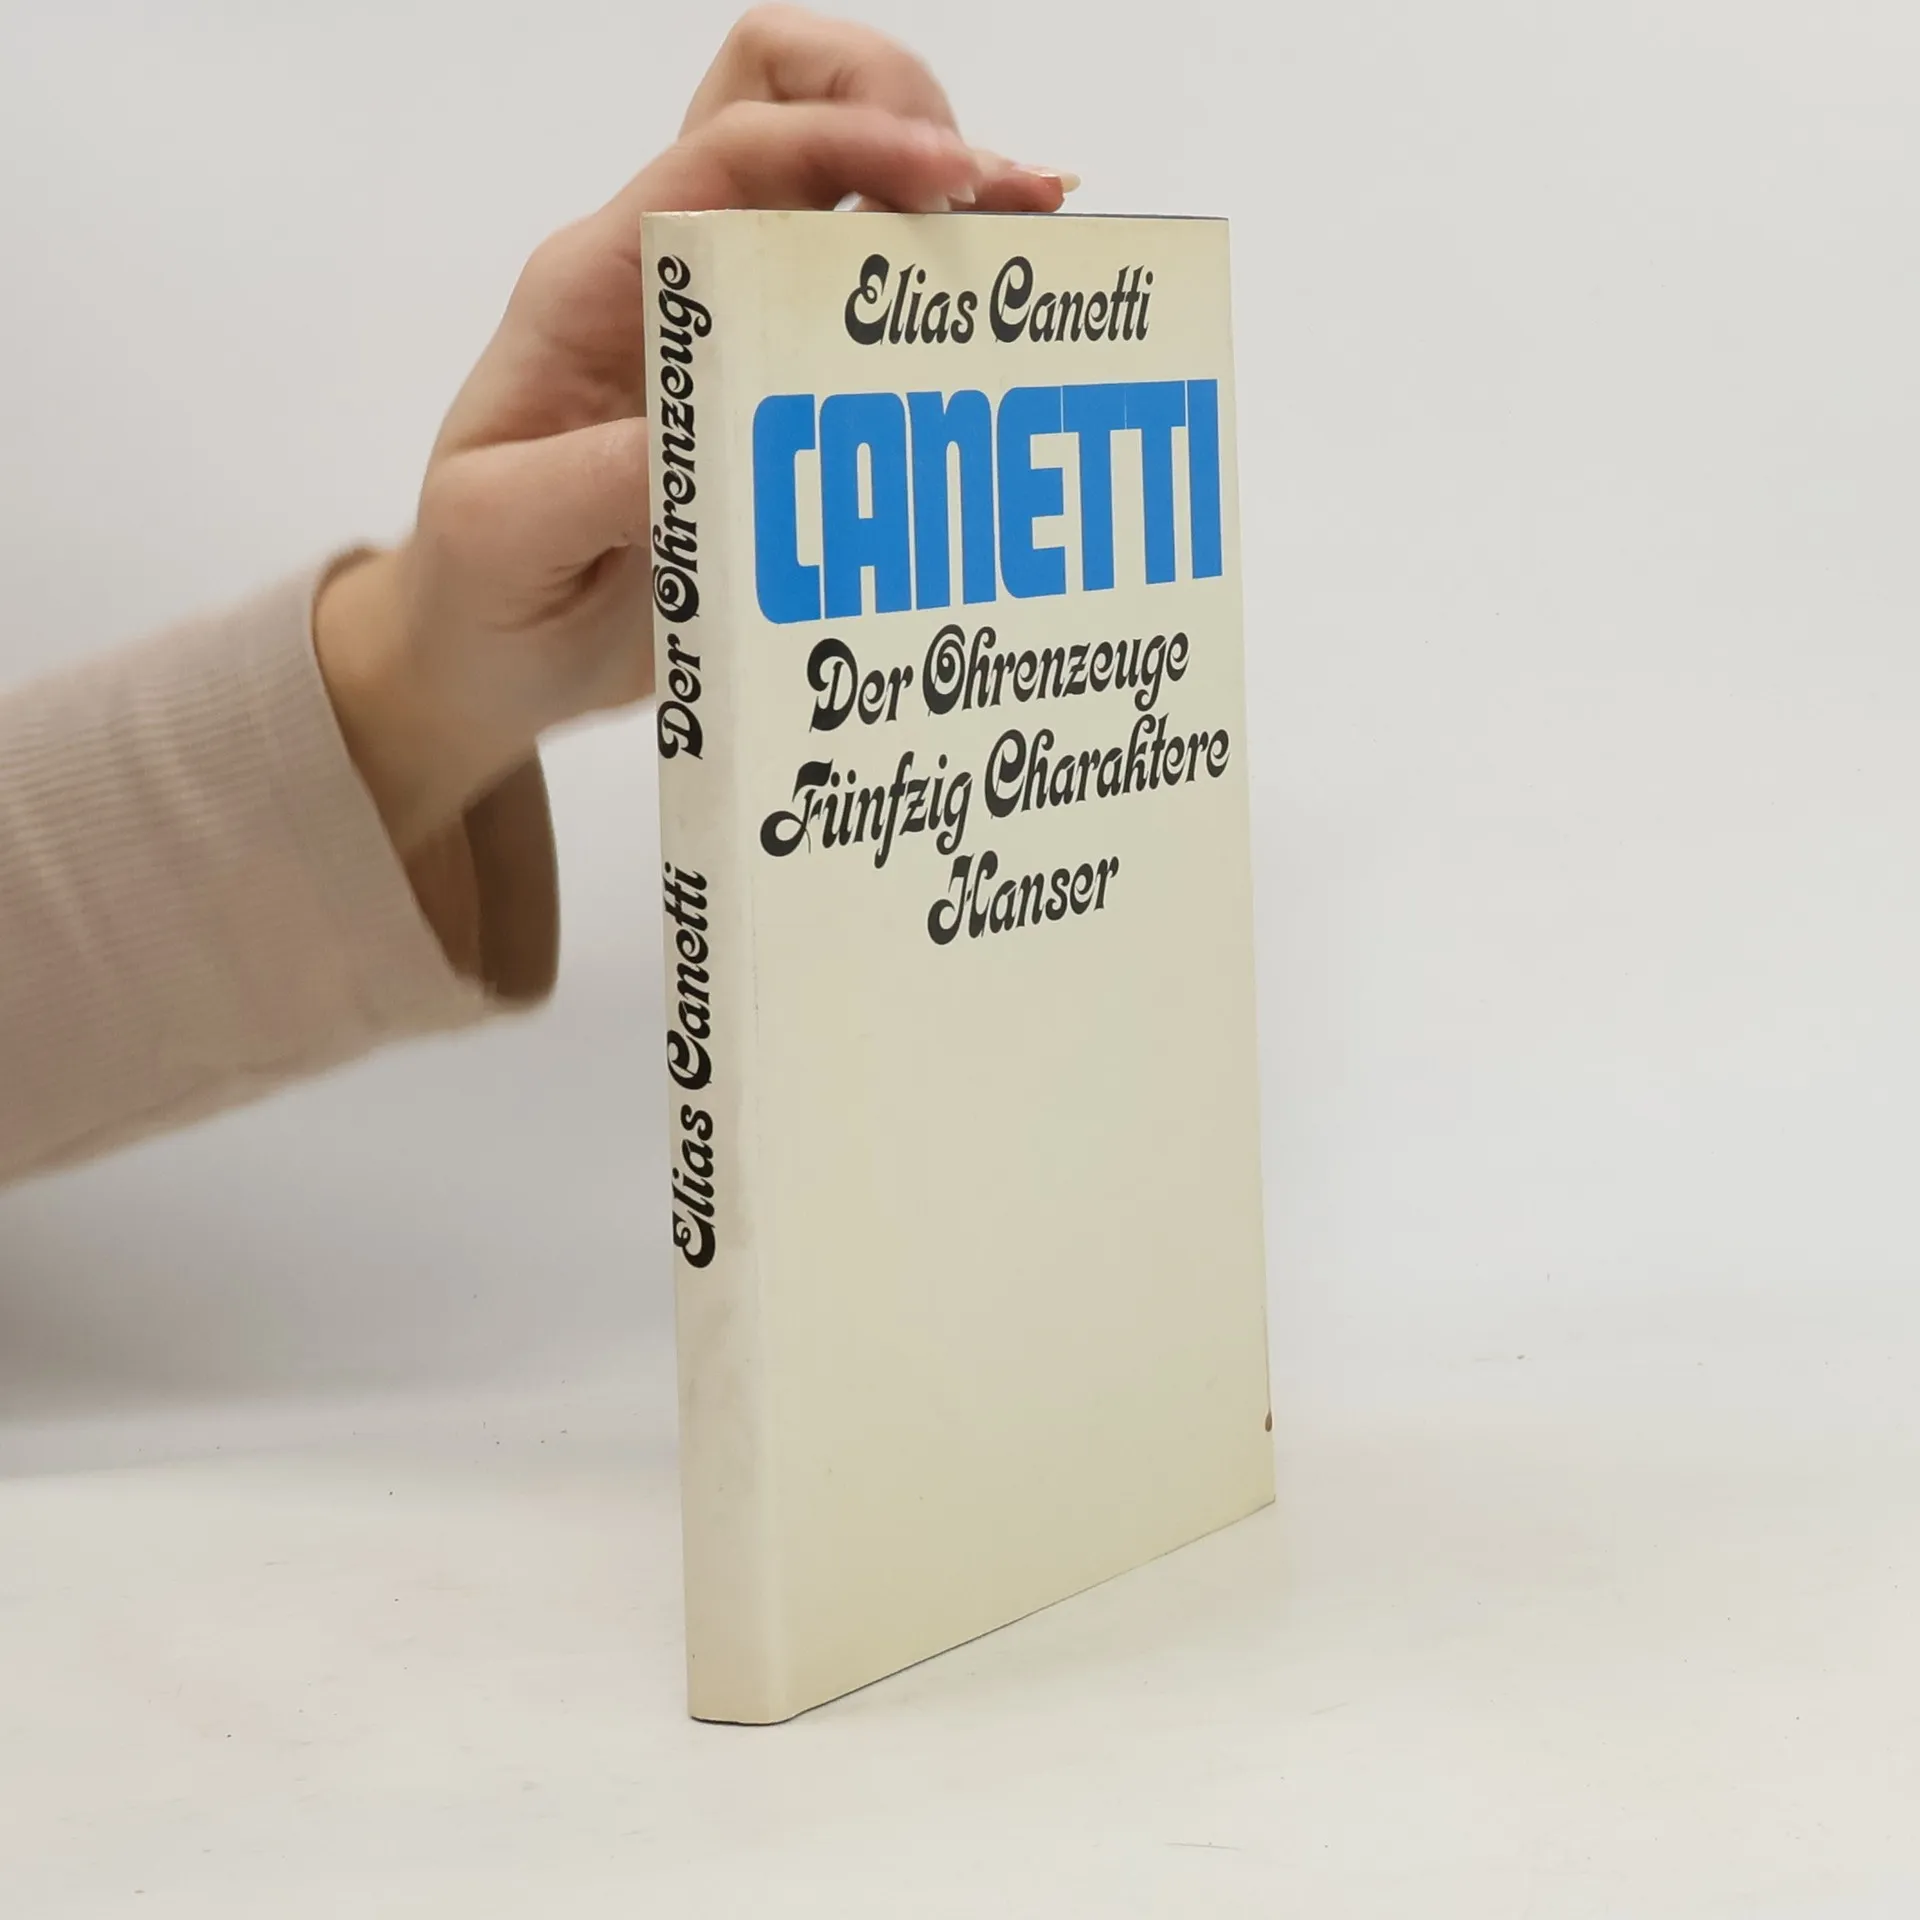 Elias Canetti
CANETTI
Der Ohrenzeuge
Fünfzig Charaktere
Hanser
Elias Canetti Der Ohrenzeuge